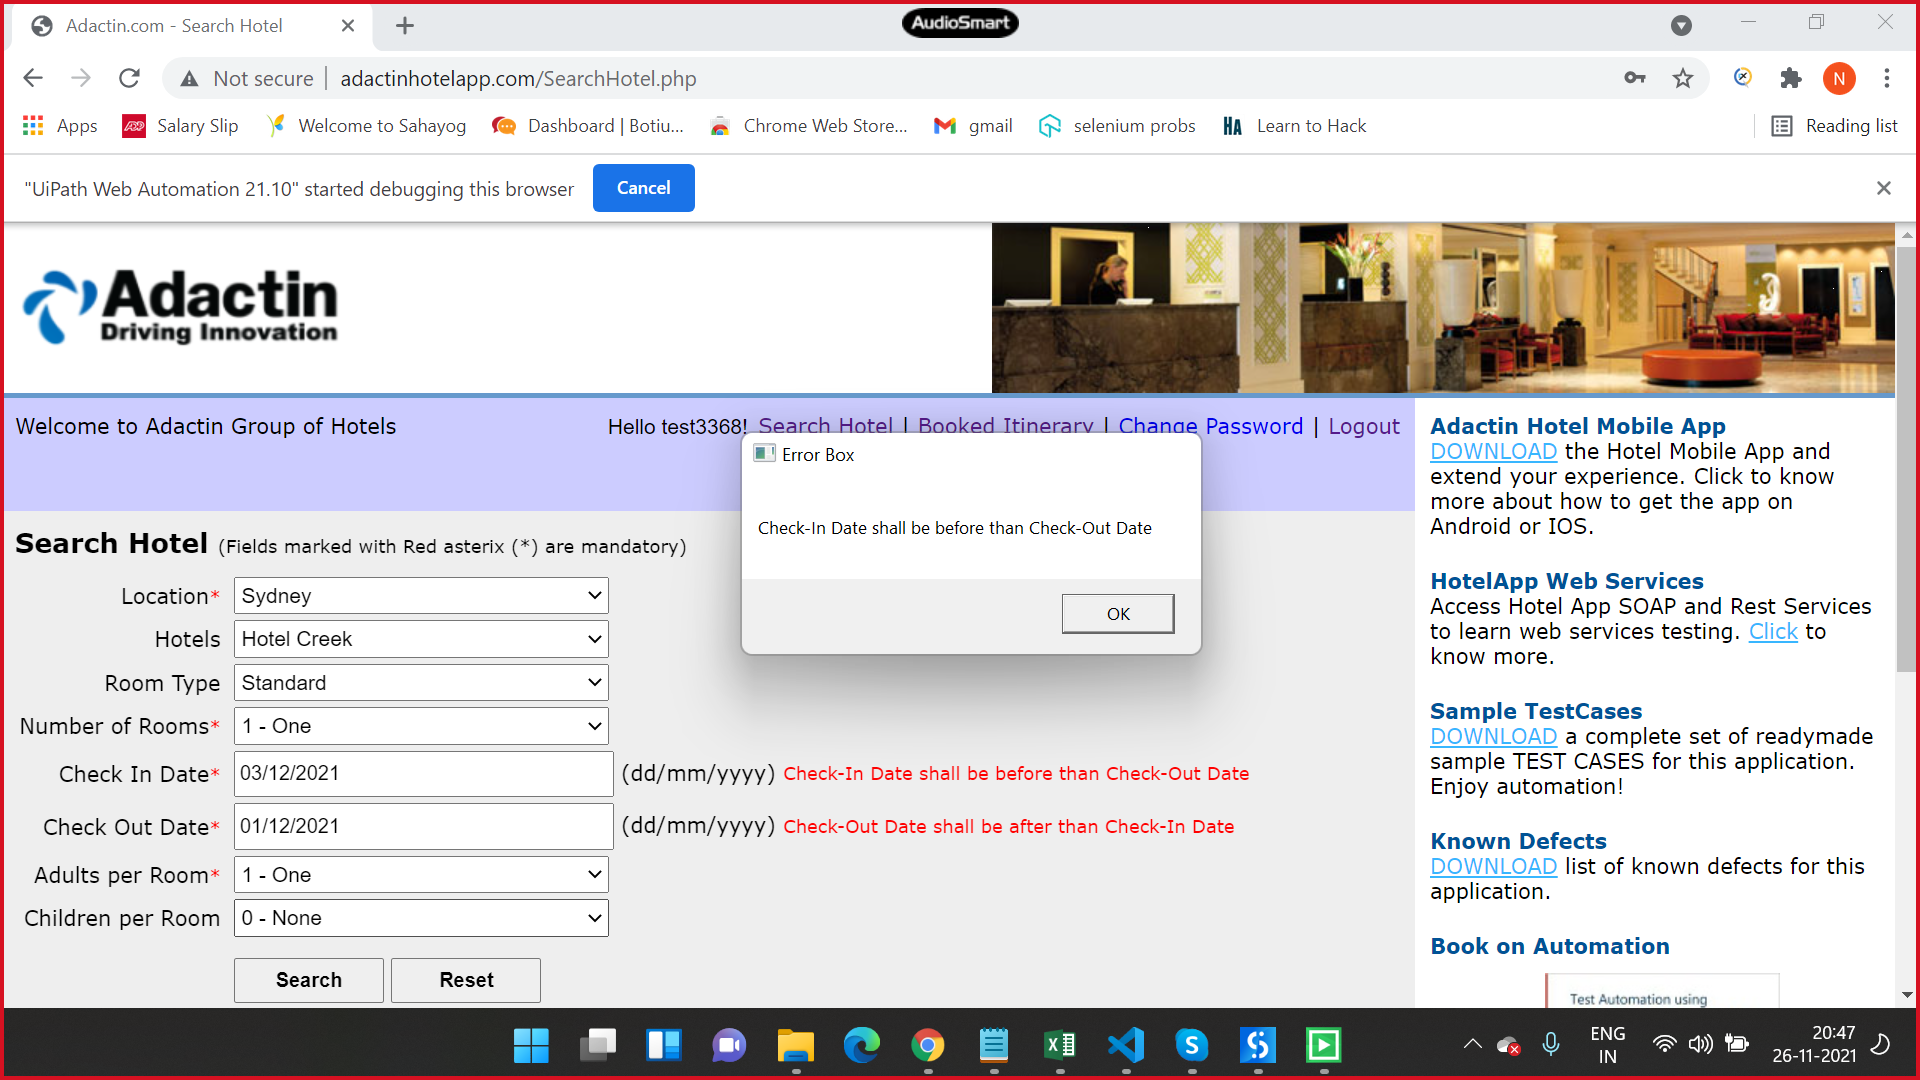 Adactin.com - Search Hotel
AudioSmart
Not secure | adactinhotelapp.com/SearchHotel.php
N
Apps
ADP
Salary Slip
Welcome to Sahayog
Dashboard | Botiu...
Chrome Web Store...
gmail
selenium probs
HA
Learn to Hack
Reading list
"UiPath Web Automation 21.10" started debugging this browser
Cancel
Adactin
Driving Innovation
Welcome to Adactin Group of Hotels
Hello test3368! Search Hotel | Booked Itinerary | Change Password | Logout
Error Box
Check-In Date shall be before than Check-Out Date
OK
Search Hotel (Fields marked with Red asterix (*) are mandatory)
Location* Sydney
Hotels Hotel Creek
Room Type Standard
Number of Rooms* 1 - One
Check In Date* 03/12/2021 (dd/mm/yyyy) Check-In Date shall be before than Check-Out Date
Check Out Date* 01/12/2021 (dd/mm/yyyy) Check-Out Date shall be after than Check-In Date
Adults per Room* 1 - One
Children per Room 0 - None
Search
Reset
Adactin Hotel Mobile App
DOWNLOAD the Hotel Mobile App and
extend your experience. Click to know
more about how to get the app on
Android or IOS.
HotelApp Web Services
Access Hotel App SOAP and Rest Services
to learn web services testing. Click to
know more.
Sample TestCases
DOWNLOAD a complete set of readymade
sample TEST CASES for this application.
Enjoy automation!
Known Defects
DOWNLOAD list of known defects for this
application.
Book on Automation
Test Automation using
ENG
IN
20:47
26-11-2021